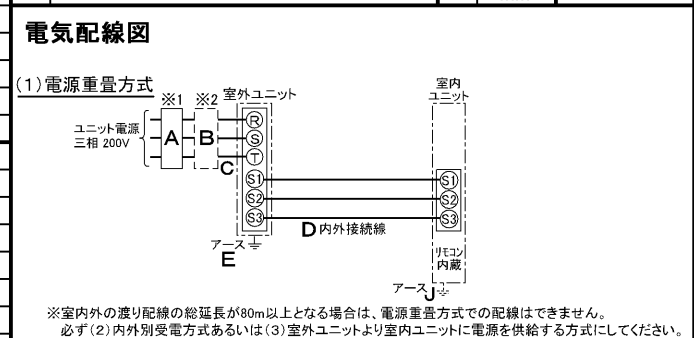 電気配線図
(1)電源重畳方式
※1
※2
室外ユニット
室内
ユニット
ユニット電源
三相 200V
A
B
C
R
S
T
S1
S2
S3
S1
S2
S3
D 内外接続線
アース
E
リモコン
内蔵
アース
J
※室内外の渡り配線の総延長が80m以上となる場合は、電源重畳方式での配線はできません。
必ず(2)内外別受電方式あるいは(3)室外ユニットより室内ユニットに電源を供給する方式にしてください。